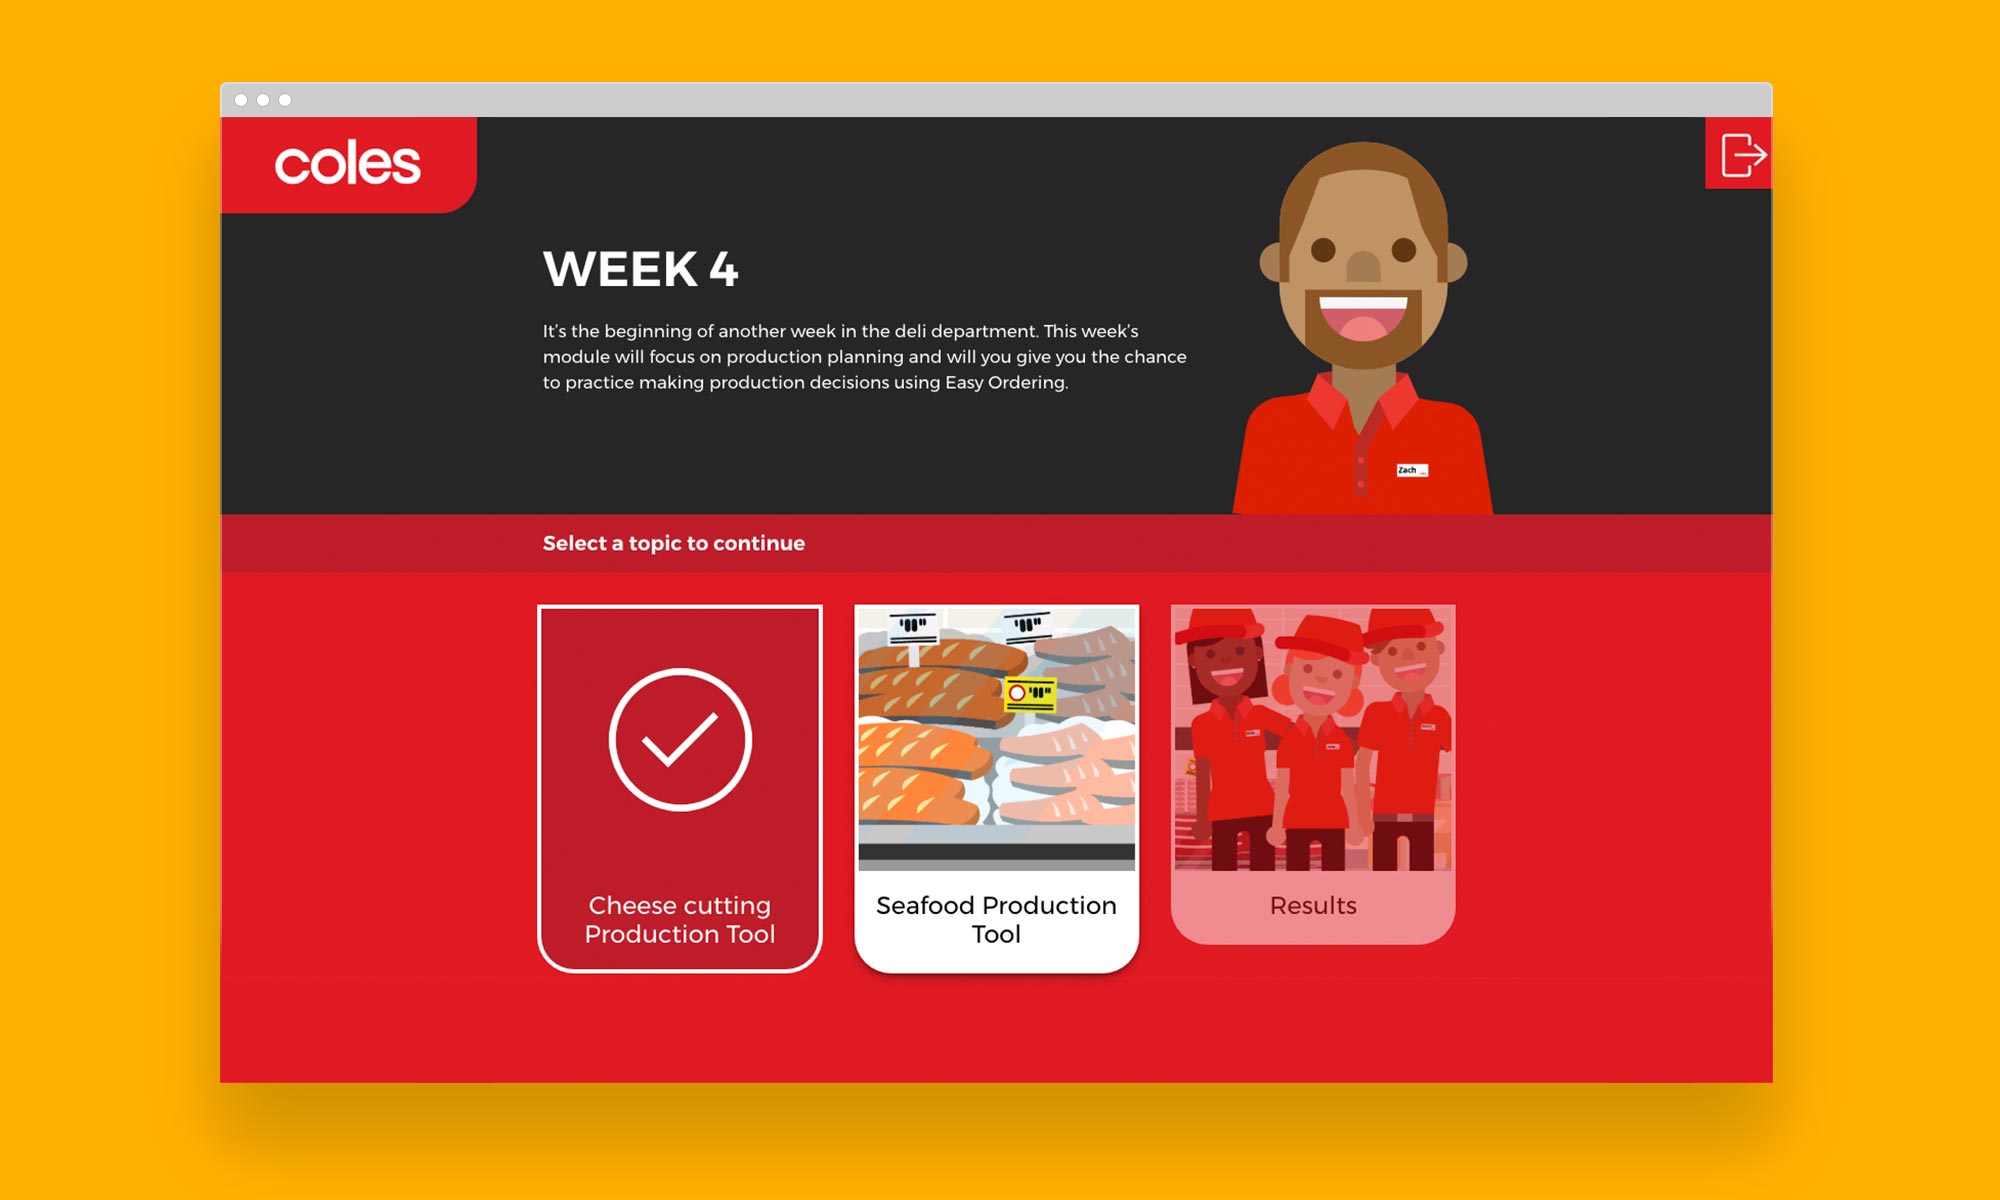 coles
WEEK 4
It's the beginning of another week in the deli department. This week's
module will focus on production planning and will you give you the chance
to practice making production decisions using Easy Ordering.
Zach
Select a topic to continue
Cheese cutting
Production Tool
Seafood Production
Tool
Results